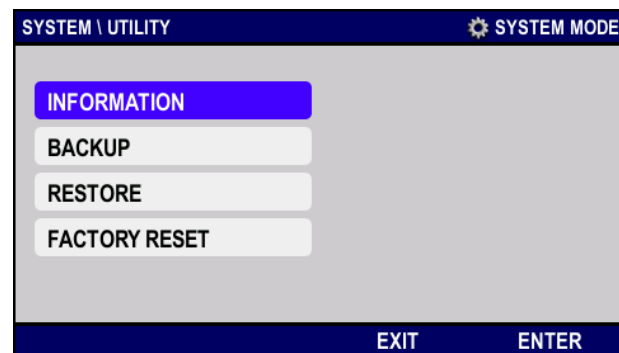 SYSTEM \ UTILITY SYSTEM MODE
INFORMATION
BACKUP
RESTORE
FACTORY RESET
EXIT ENTER